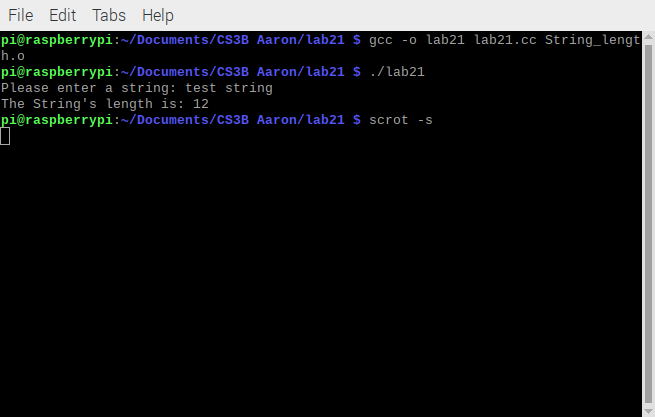 File Edit Tabs Help
pi@raspberrypi:~/Documents/CS3B Aaron/lab21 $ gcc -o lab21 lab21.cc String_lengt
h.o
pi@raspberrypi:~/Documents/CS3B Aaron/lab21 $ ./lab21
Please enter a string: test string
The String's length is: 12
pi@raspberrypi:~/Documents/CS3B Aaron/lab21 $ scrot -s